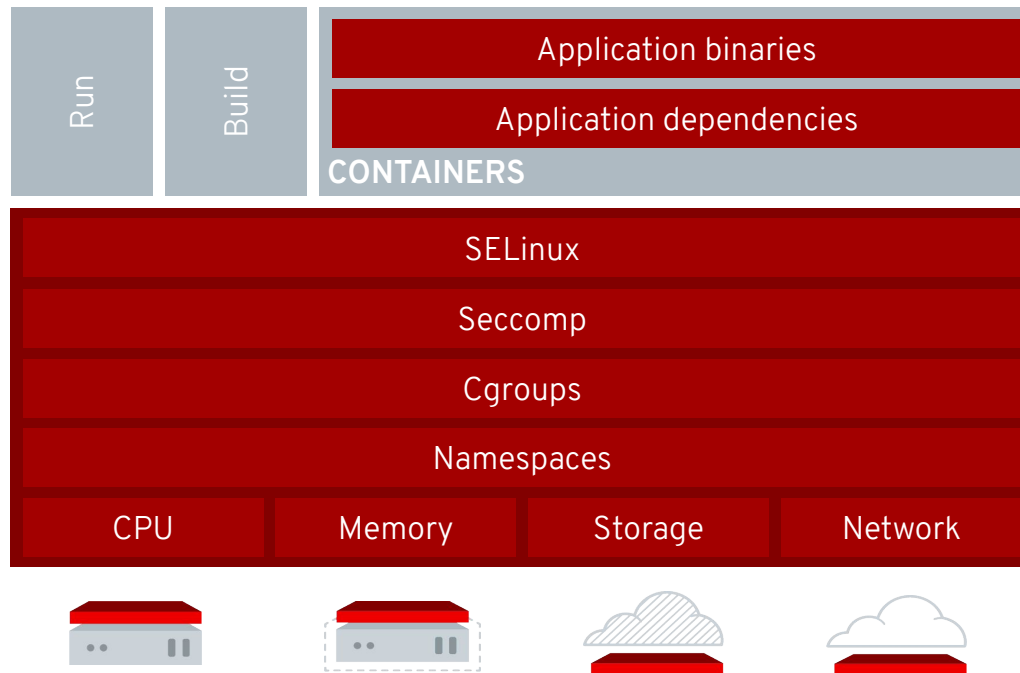 Run
Build
Application binaries
Application dependencies
CONTAINERS
SELinux
Seccomp
Cgroups
Namespaces
CPU
Memory
Storage
Network